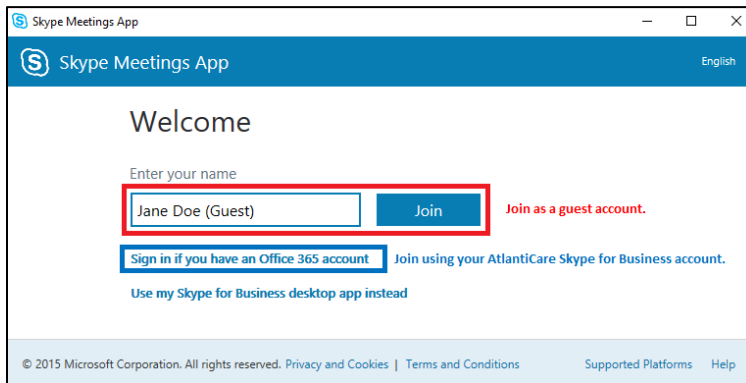 Skype Meetings App
Skype Meetings App English
Welcome
Enter your name
Jane Doe (Guest) Join Join as a guest account.
Sign in if you have an Office 365 account Join using your AtlantiCare Skype for Business account.
Use my Skype for Business desktop app instead
© 2015 Microsoft Corporation. All rights reserved. Privacy and Cookies | Terms and Conditions Supported Platforms Help